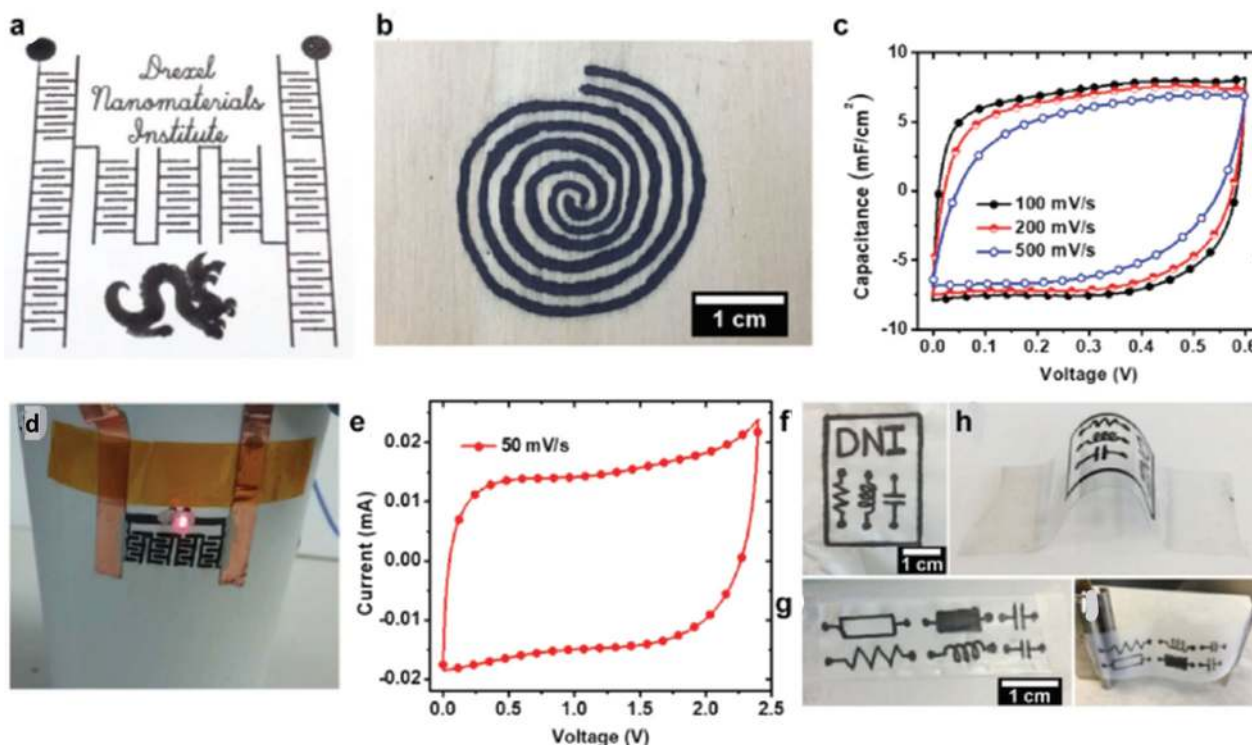 a
Drexel
Nanomaterials
Institute
b
1 cm
c
Capacitance (mF/cm²)
10
5
0
-5
-10
100 mV/s
200 mV/s
500 mV/s
0.0 0.1 0.2 0.3 0.4 0.5 0.6
Voltage (V)
d
e
Current (mA)
0.02
0.01
0.00
-0.01
-0.02
50 mV/s
0.0 0.5 1.0 1.5 2.0 2.5
Voltage (V)
f
DNI
1 cm
h
g
1 cm